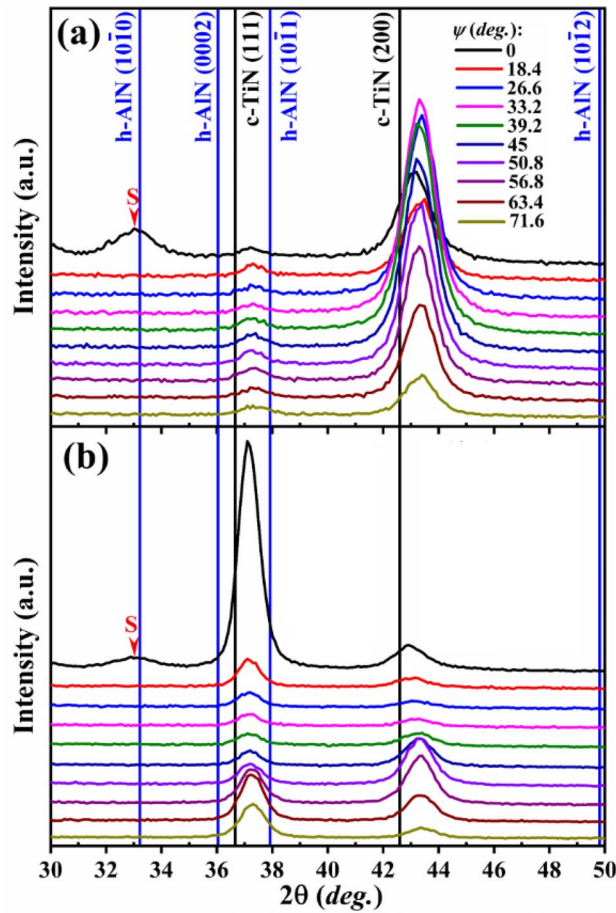 (a)
h-AlN (101̅0)
h-AlN (0002)
c-TiN (111)
h-AlN (101̅1)
c-TiN (200)
h-AlN (101̅2)
ψ (deg.):
0
18.4
26.6
33.2
39.2
45
50.8
56.8
63.4
71.6
S
Intensity (a.u.)
(b)
S
Intensity (a.u.)
30 32 34 36 38 40 42 44 46 48 50
2θ (deg.)